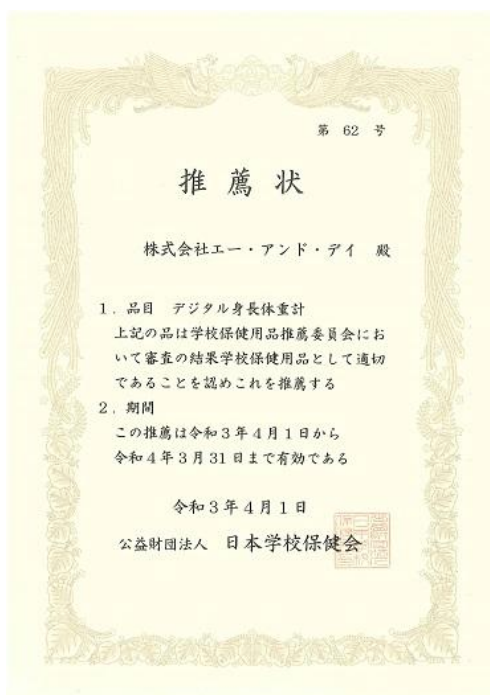 第 62 号
推薦状
株式会社エー・アンド・デイ 殿
1．品目 デジタル身長体重計
上記の品は学校保健用品推薦委員会にお
いて審査の結果学校保健用品として適切
であることを認めこれを推薦する
2．期間
この推薦は令和3年4月1日から
令和4年3月31日まで有効である
令和3年4月1日
公益財団法人 日本学校保健会